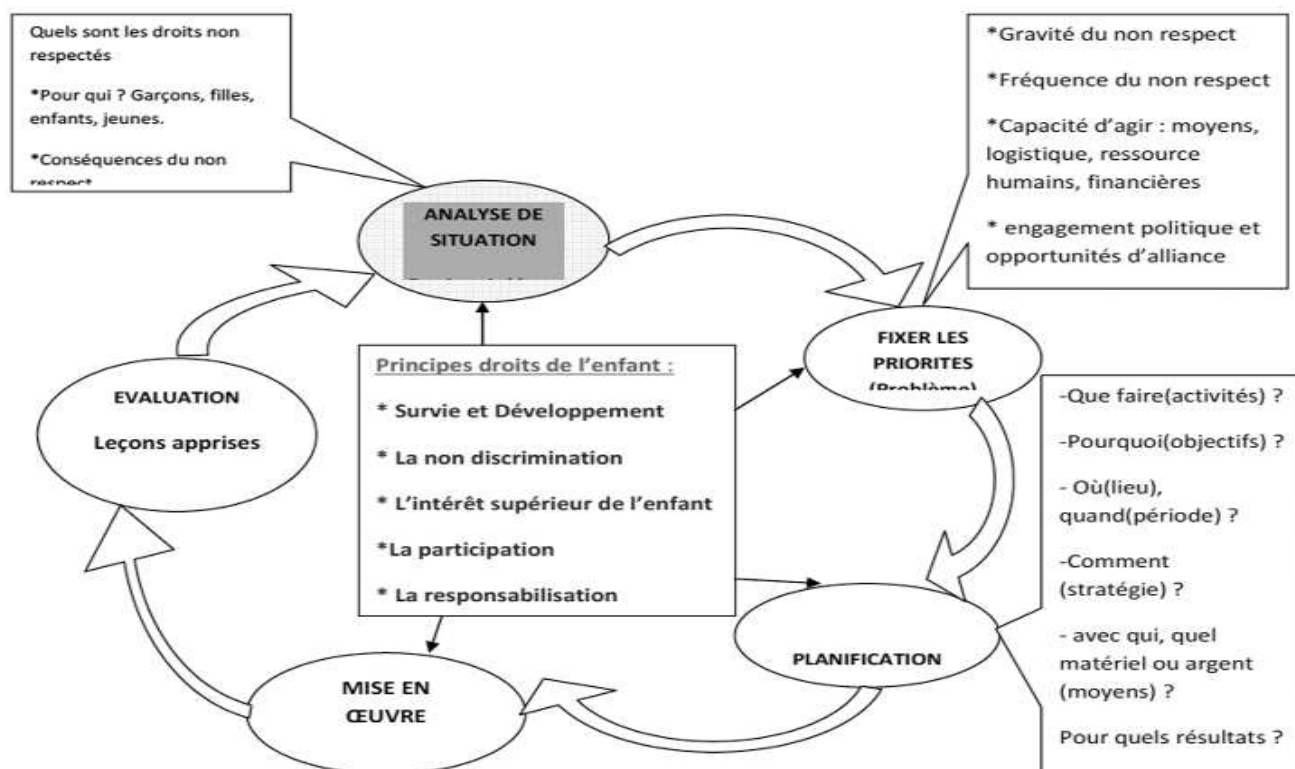 Quels sont les droits non
respectés
*Pour qui ? Garçons, filles,
enfants, jeunes.
*Conséquences du non
respect
*Gravité du non respect
*Fréquence du non respect
*Capacité d'agir : moyens,
logistique, ressource
humains, financières
* engagement politique et
opportunités d'alliance
ANALYSE DE
SITUATION
FIXER LES
PRIORITES
(Problème)
Principes droits de l'enfant :
* Survie et Développement
* La non discrimination
* L'intérêt supérieur de l'enfant
*La participation
* La responsabilisation
EVALUATION
Leçons apprises
-Que faire(activités) ?
-Pourquoi(objectifs) ?
- Où(lieu),
quand(période) ?
-Comment
(stratégie) ?
- avec qui, quel
matériel ou argent
(moyens) ?
Pour quels résultats ?
PLANIFICATION
MISE EN
ŒUVRE